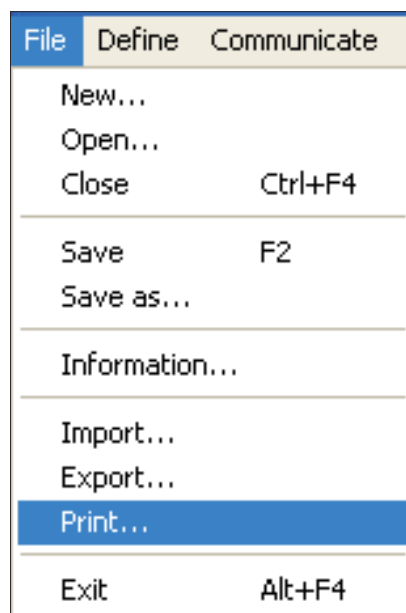 File Define Communicate
New...
Open...
Close Ctrl+F4
Save F2
Save as...
Information...
Import...
Export...
Print...
Exit Alt+F4